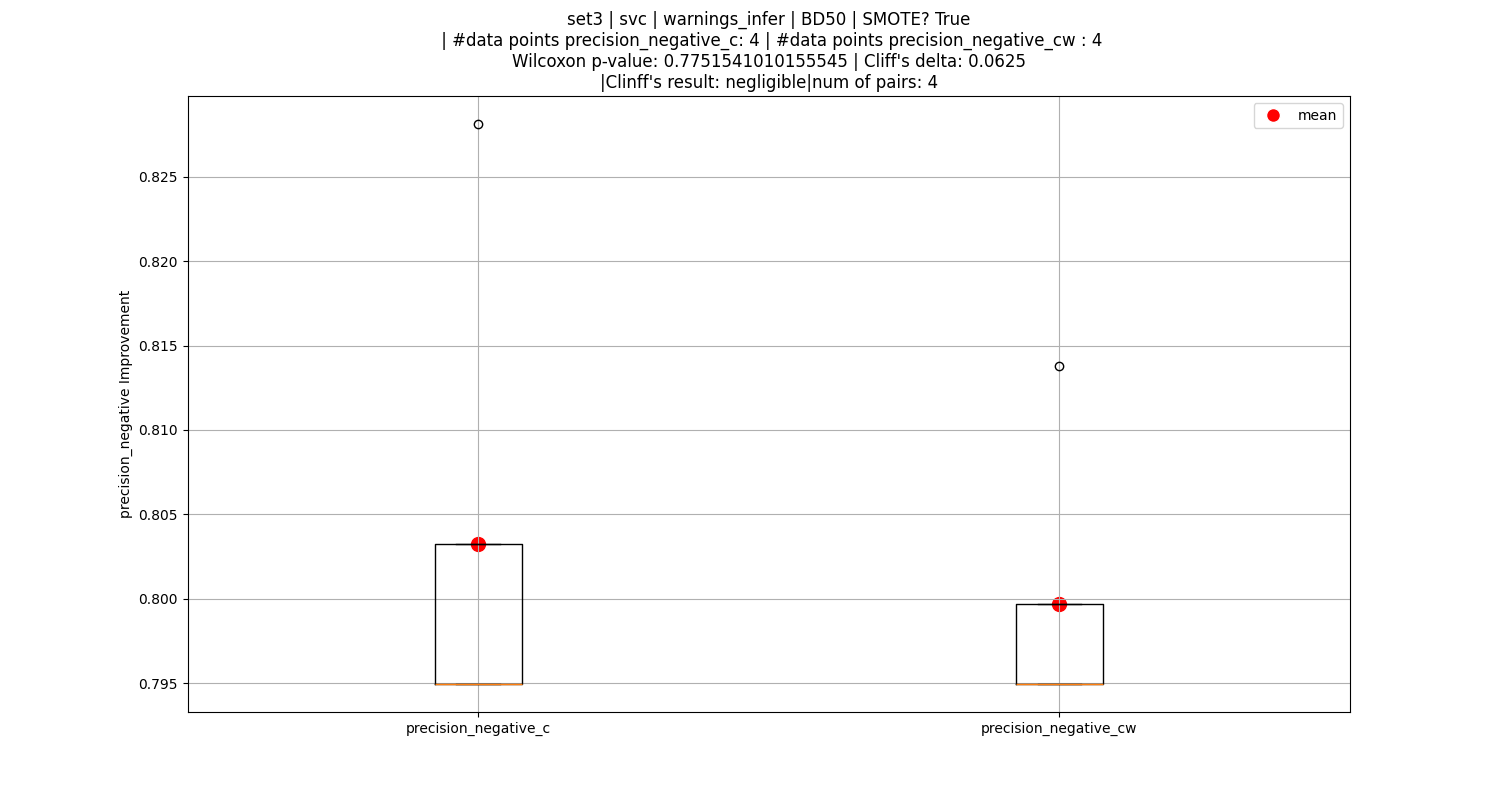 set3 | svc | warnings_infer | BD50 | SMOTE? True
| #data points precision_negative_c: 4 | #data points precision_negative_cw : 4
Wilcoxon p-value: 0.7751541010155545 | Cliff's delta: 0.0625
|Clinff's result: negligible|num of pairs: 4
mean
0.825
0.820
0.815
0.810
0.805
0.800
0.795
precision_negative Improvement
precision_negative_c
precision_negative_cw